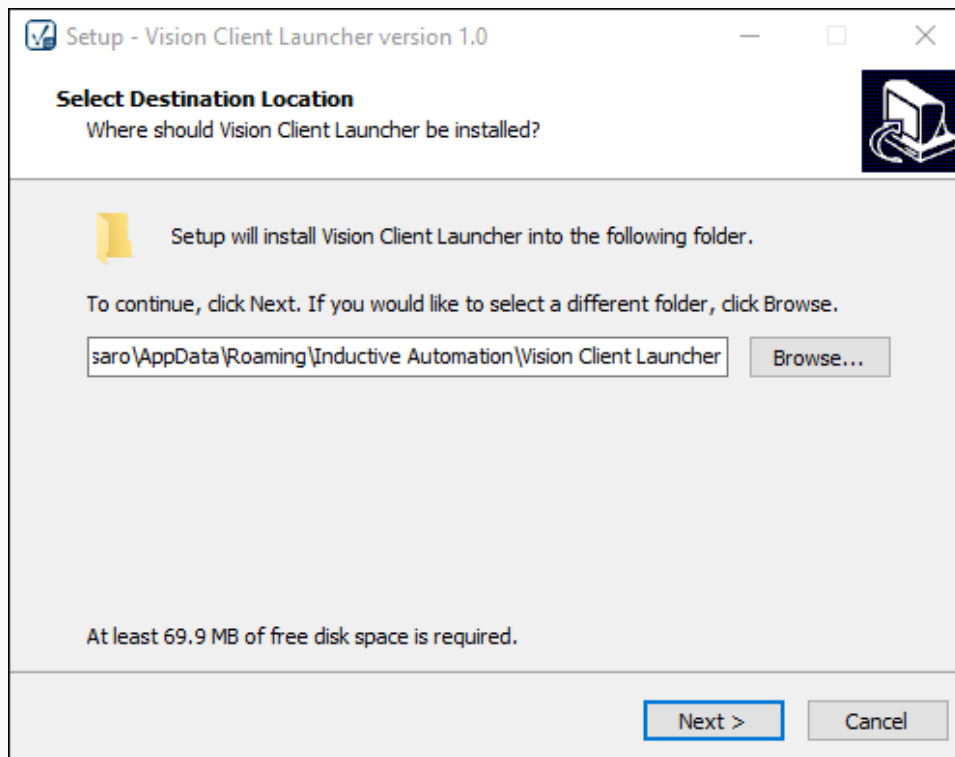 Setup - Vision Client Launcher version 1.0
Select Destination Location
Where should Vision Client Launcher be installed?
Setup will install Vision Client Launcher into the following folder.
To continue, click Next. If you would like to select a different folder, click Browse.
saro\AppData\Roaming\Inductive Automation\Vision Client Launcher Browse...
At least 69.9 MB of free disk space is required.
Next > Cancel